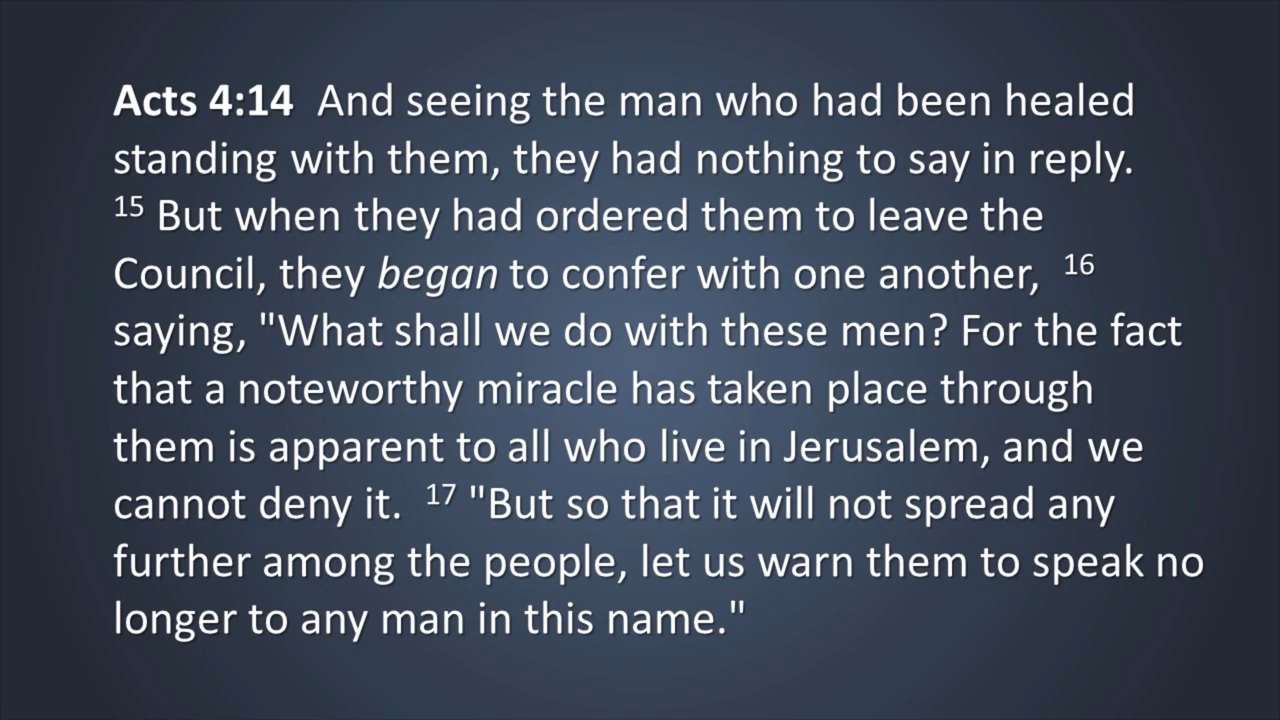 Acts 4:14 And seeing the man who had been healed
standing with them, they had nothing to say in reply.
15 But when they had ordered them to leave the
Council, they began to confer with one another, 16
saying, "What shall we do with these men? For the fact
that a noteworthy miracle has taken place through
them is apparent to all who live in Jerusalem, and we
cannot deny it. 17 "But so that it will not spread any
further among the people, let us warn them to speak no
longer to any man in this name."